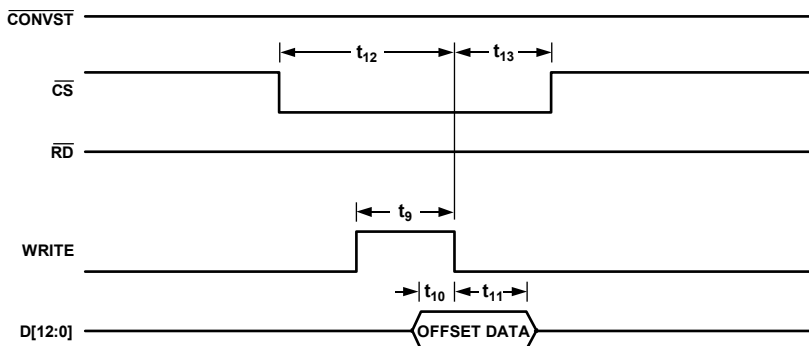 CONVST
t12
t13
CS
RD
t9
WRITE
t10
t11
D[12:0]
OFFSET DATA